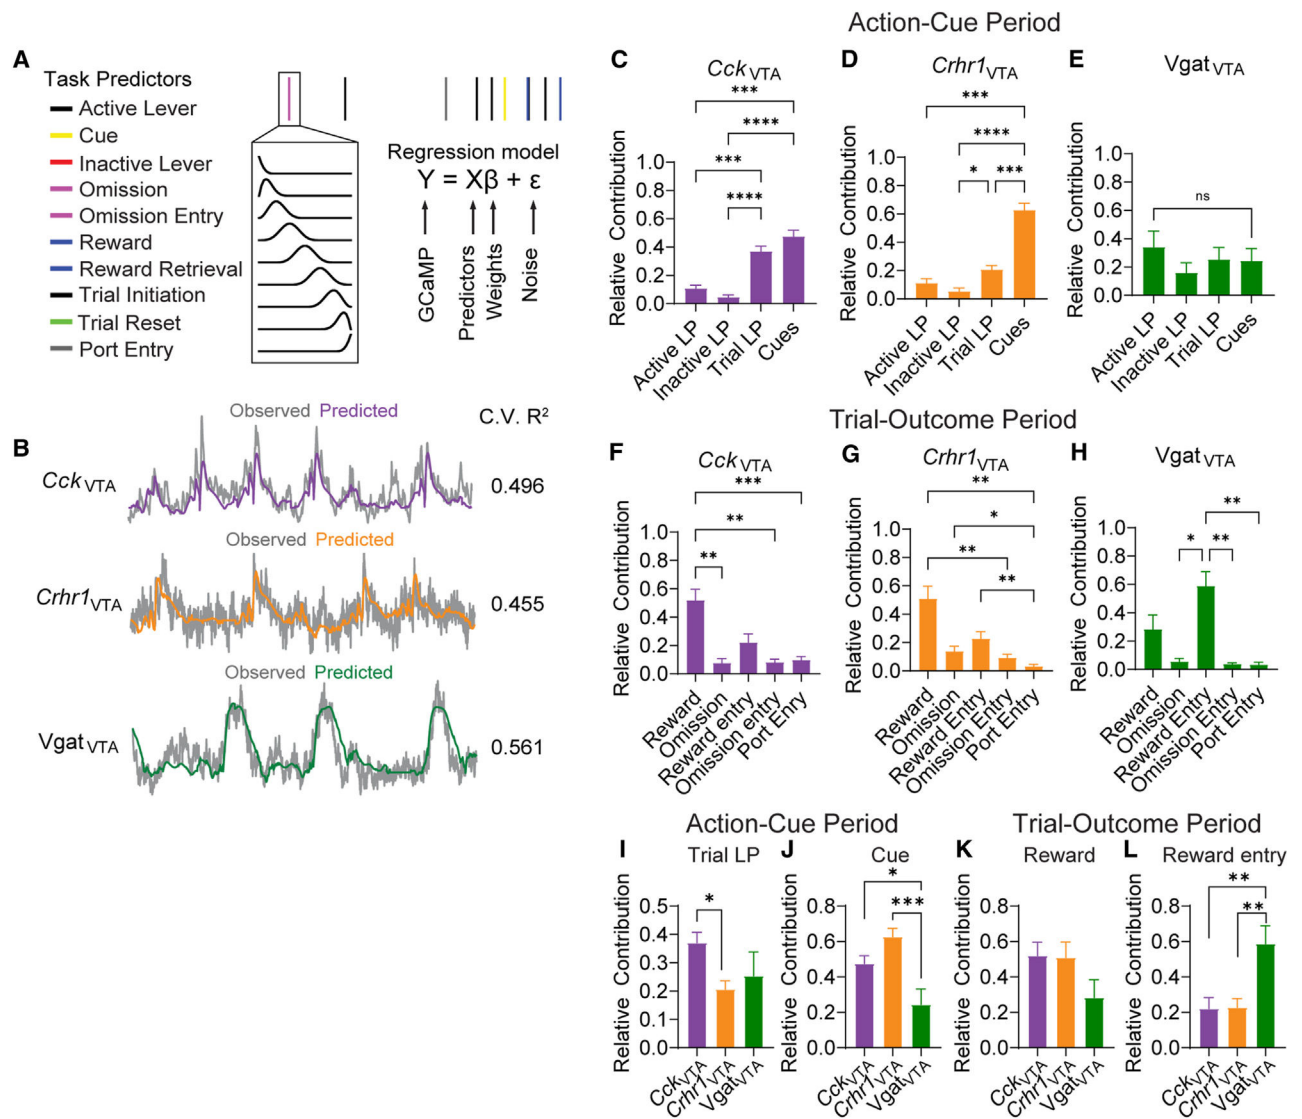 A
Task Predictors
Active Lever
Cue
Inactive Lever
Omission
Omission Entry
Reward
Reward Retrieval
Trial Initiation
Trial Reset
Port Entry
Regression model
Y = Xβ + ε
GCaMP
Predictors
Weights
Noise
B
Observed Predicted
C.V. R²
Cck VTA
0.496
Observed Predicted
Crhr1VTA
0.455
Observed Predicted
Vgat VTA
0.561
Action-Cue Period
C
Cck VTA
***
****
***
****
Relative Contribution
1.0
0.8
0.6
0.4
0.2
0.0
Active LP
Inactive LP
Trial LP
Cues
D
Crhr1VTA
***
****
* ***
Relative Contribution
1.0
0.8
0.6
0.4
0.2
0.0
Active LP
Inactive LP
Trial LP
Cues
E
Vgat VTA
ns
Relative Contribution
1.0
0.8
0.6
0.4
0.2
0.0
Active LP
Inactive LP
Trial LP
Cues
Trial-Outcome Period
F
Cck VTA
***
**
**
Relative Contribution
1.0
0.8
0.6
0.4
0.2
0.0
Reward
Omission
Reward entry
Omission entry
Port Enry
G
Crhr1VTA
**
*
**
**
Relative Contribution
1.0
0.8
0.6
0.4
0.2
0.0
Reward
Omission
Reward Entry
Omission Entry
Port Entry
H
Vgat VTA
**
* **
Relative Contribution
1.0
0.8
0.6
0.4
0.2
0.0
Reward
Omission
Reward Entry
Omission Entry
Port Entry
Action-Cue Period
I
Trial LP
*
Relative Contribution
0.5
0.4
0.3
0.2
0.1
0.0
CckVTA
Crhr1VTA
VgatVTA
J
Cue
*
***
Relative Contribution
0.8
0.6
0.4
0.2
0.0
CckVTA
Crhr1VTA
VgatVTA
Trial-Outcome Period
K
Reward
Relative Contribution
0.8
0.6
0.4
0.2
0.0
CckVTA
Crhr1VTA
VgatVTA
L
Reward entry
**
**
Relative Contribution
0.8
0.6
0.4
0.2
0.0
CckVTA
Crhr1VTA
VgatVTA